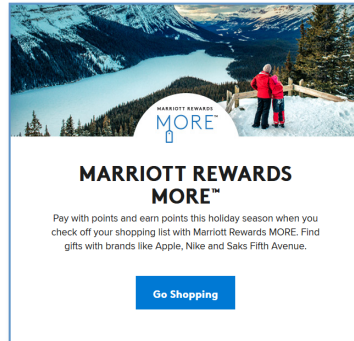 MARRIOTT REWARDS
MORE™
MARRIOTT REWARDS
MORE™
Pay with points and earn points this holiday season when you
check off your shopping list with Marriott Rewards MORE. Find
gifts with brands like Apple, Nike and Saks Fifth Avenue.
Go Shopping